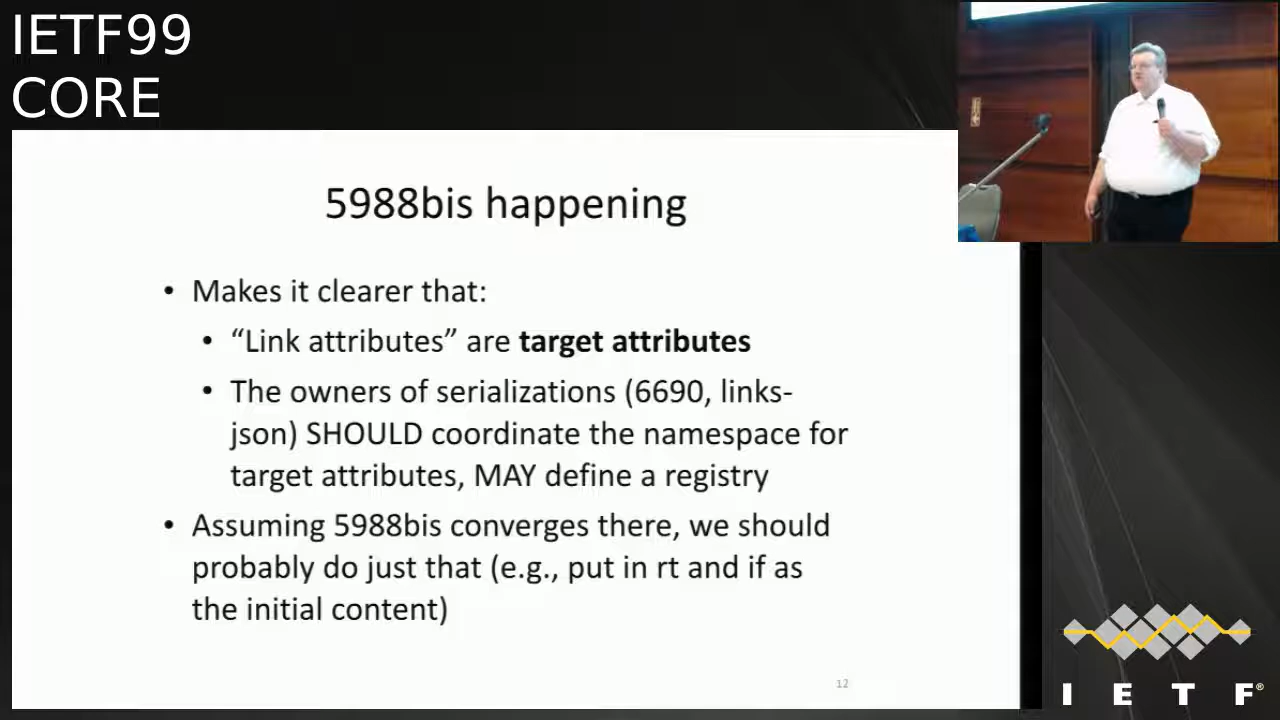 IETF99
CORE
5988bis happening
• Makes it clearer that:
• “Link attributes” are target attributes
• The owners of serializations (6690, links-
json) SHOULD coordinate the namespace for
target attributes, MAY define a registry
• Assuming 5988bis converges there, we should
probably do just that (e.g., put in rt and if as
the initial content)
12
I E T F®